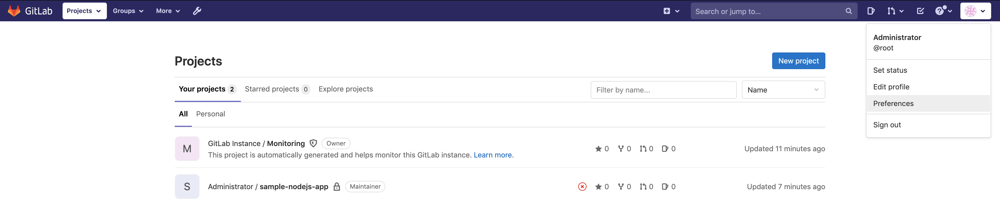 GitLab Projects Groups More Search or jump to...
Administrator
@root
Set status
Edit profile
Preferences
Sign out
Projects
New project
Your projects 2 Starred projects 0 Explore projects Filter by name... Name
All Personal
M
GitLab Instance / Monitoring Owner
This project is automatically generated and helps monitor this GitLab instance. Learn more.
0 0 0 0 Updated 11 minutes ago
S
Administrator / sample-nodejs-app Maintainer
0 0 0 0 Updated 7 minutes ago